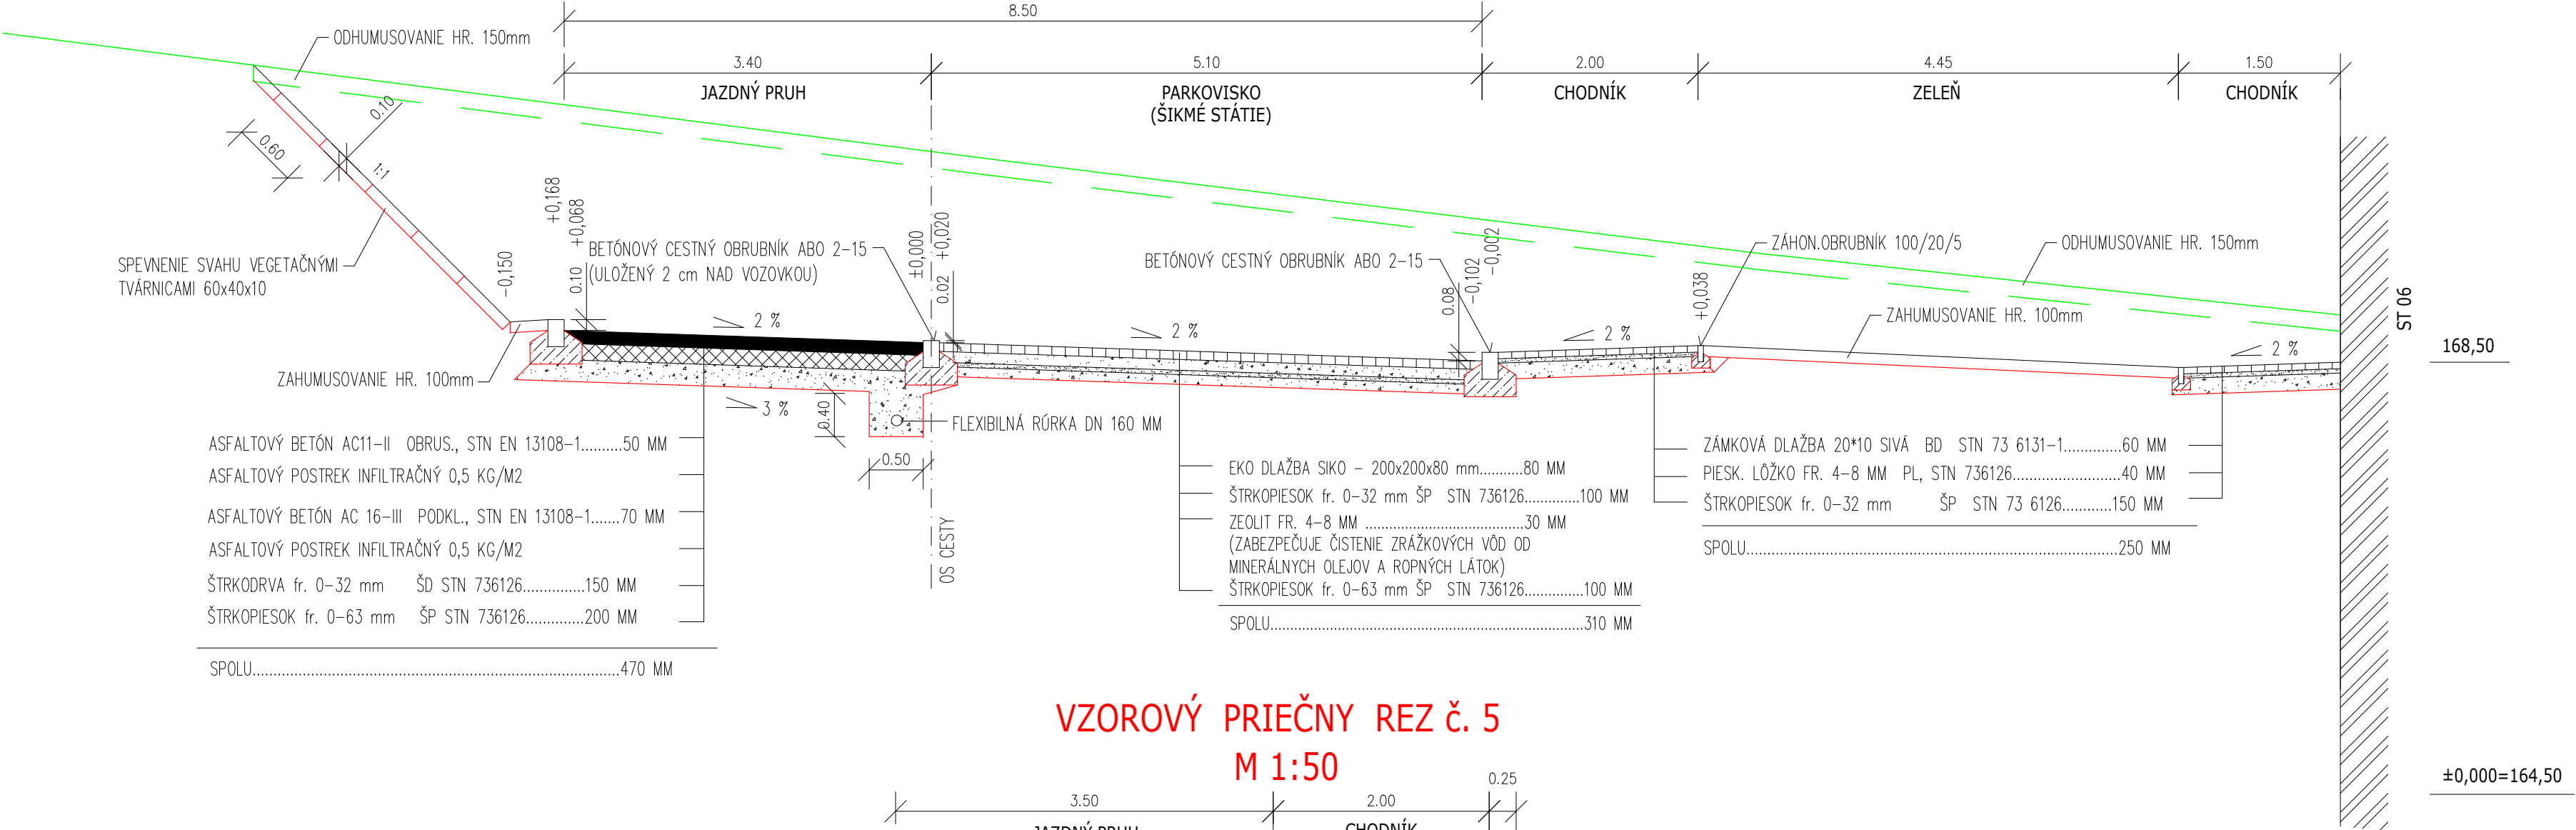 8.50
ODHUMUSOVANIE HR. 150mm
3.40
5.10
2.00
4.45
1.50
JAZDNÝ PRUH
PARKOVISKO
(ŠIKMÉ STÁTIE)
CHODNÍK
ZELEŇ
CHODNÍK
0.10
0.60
1:1
+0,168
+0,068
-0,150
0.10
SPEVNENIE SVAHU VEGETAČNÝMI
TVÁRNICAMI 60x40x10
BETÓNOVÝ CESTNÝ OBRUBNÍK ABO 2-15
(ULOŽENÝ 2 cm NAD VOZOVKOU)
±0,000
+0,020
0.02
BETÓNOVÝ CESTNÝ OBRUBNÍK ABO 2-15
-0,002
-0,102
0.08
ZÁHON.OBRUBNÍK 100/20/5
ODHUMUSOVANIE HR. 150mm
+0,038
ZAHUMUSOVANIE HR. 100mm
ST 06
168,50
2 %
2 %
2 %
2 %
ZAHUMUSOVANIE HR. 100mm
3 %
0.40
FLEXIBILNÁ RÚRKA DN 160 MM
0.50
OS CESTY
ASFALTOVÝ BETÓN AC11-II OBRUS., STN EN 13108-1..........50 MM
ASFALTOVÝ POSTREK INFILTRAČNÝ 0,5 KG/M2
ASFALTOVÝ BETÓN AC 16-III PODKL., STN EN 13108-1.......70 MM
ASFALTOVÝ POSTREK INFILTRAČNÝ 0,5 KG/M2
ŠTRKODRVA fr. 0-32 mm ŠD STN 736126...............150 MM
ŠTRKOPIESOK fr. 0-63 mm ŠP STN 736126..............200 MM
SPOLU........................................................................................470 MM
EKO DLAŽBA SIKO - 200x200x80 mm...........80 MM
ŠTRKOPIESOK fr. 0-32 mm ŠP STN 736126.............100 MM
ZEOLIT FR. 4-8 MM ......................................30 MM
(ZABEZPEČUJE ČISTENIE ZRÁŽKOVÝCH VÔD OD
MINERÁLNYCH OLEJOV A ROPNÝCH LÁTOK)
ŠTRKOPIESOK fr. 0-63 mm ŠP STN 736126..............100 MM
SPOLU...........................................................................310 MM
ZÁMKOVÁ DLAŽBA 20*10 SIVÁ BD STN 73 6131-1..............60 MM
PIESK. LÔŽKO FR. 4-8 MM PL, STN 736126..........................40 MM
ŠTRKOPIESOK fr. 0-32 mm ŠP STN 73 6126............150 MM
SPOLU.........................................................................................250 MM
VZOROVÝ PRIEČNY REZ č. 5
M 1:50
±0,000=164,50
3.50
2.00
0.25
JAZDNÝ PRUH
CHODNÍK